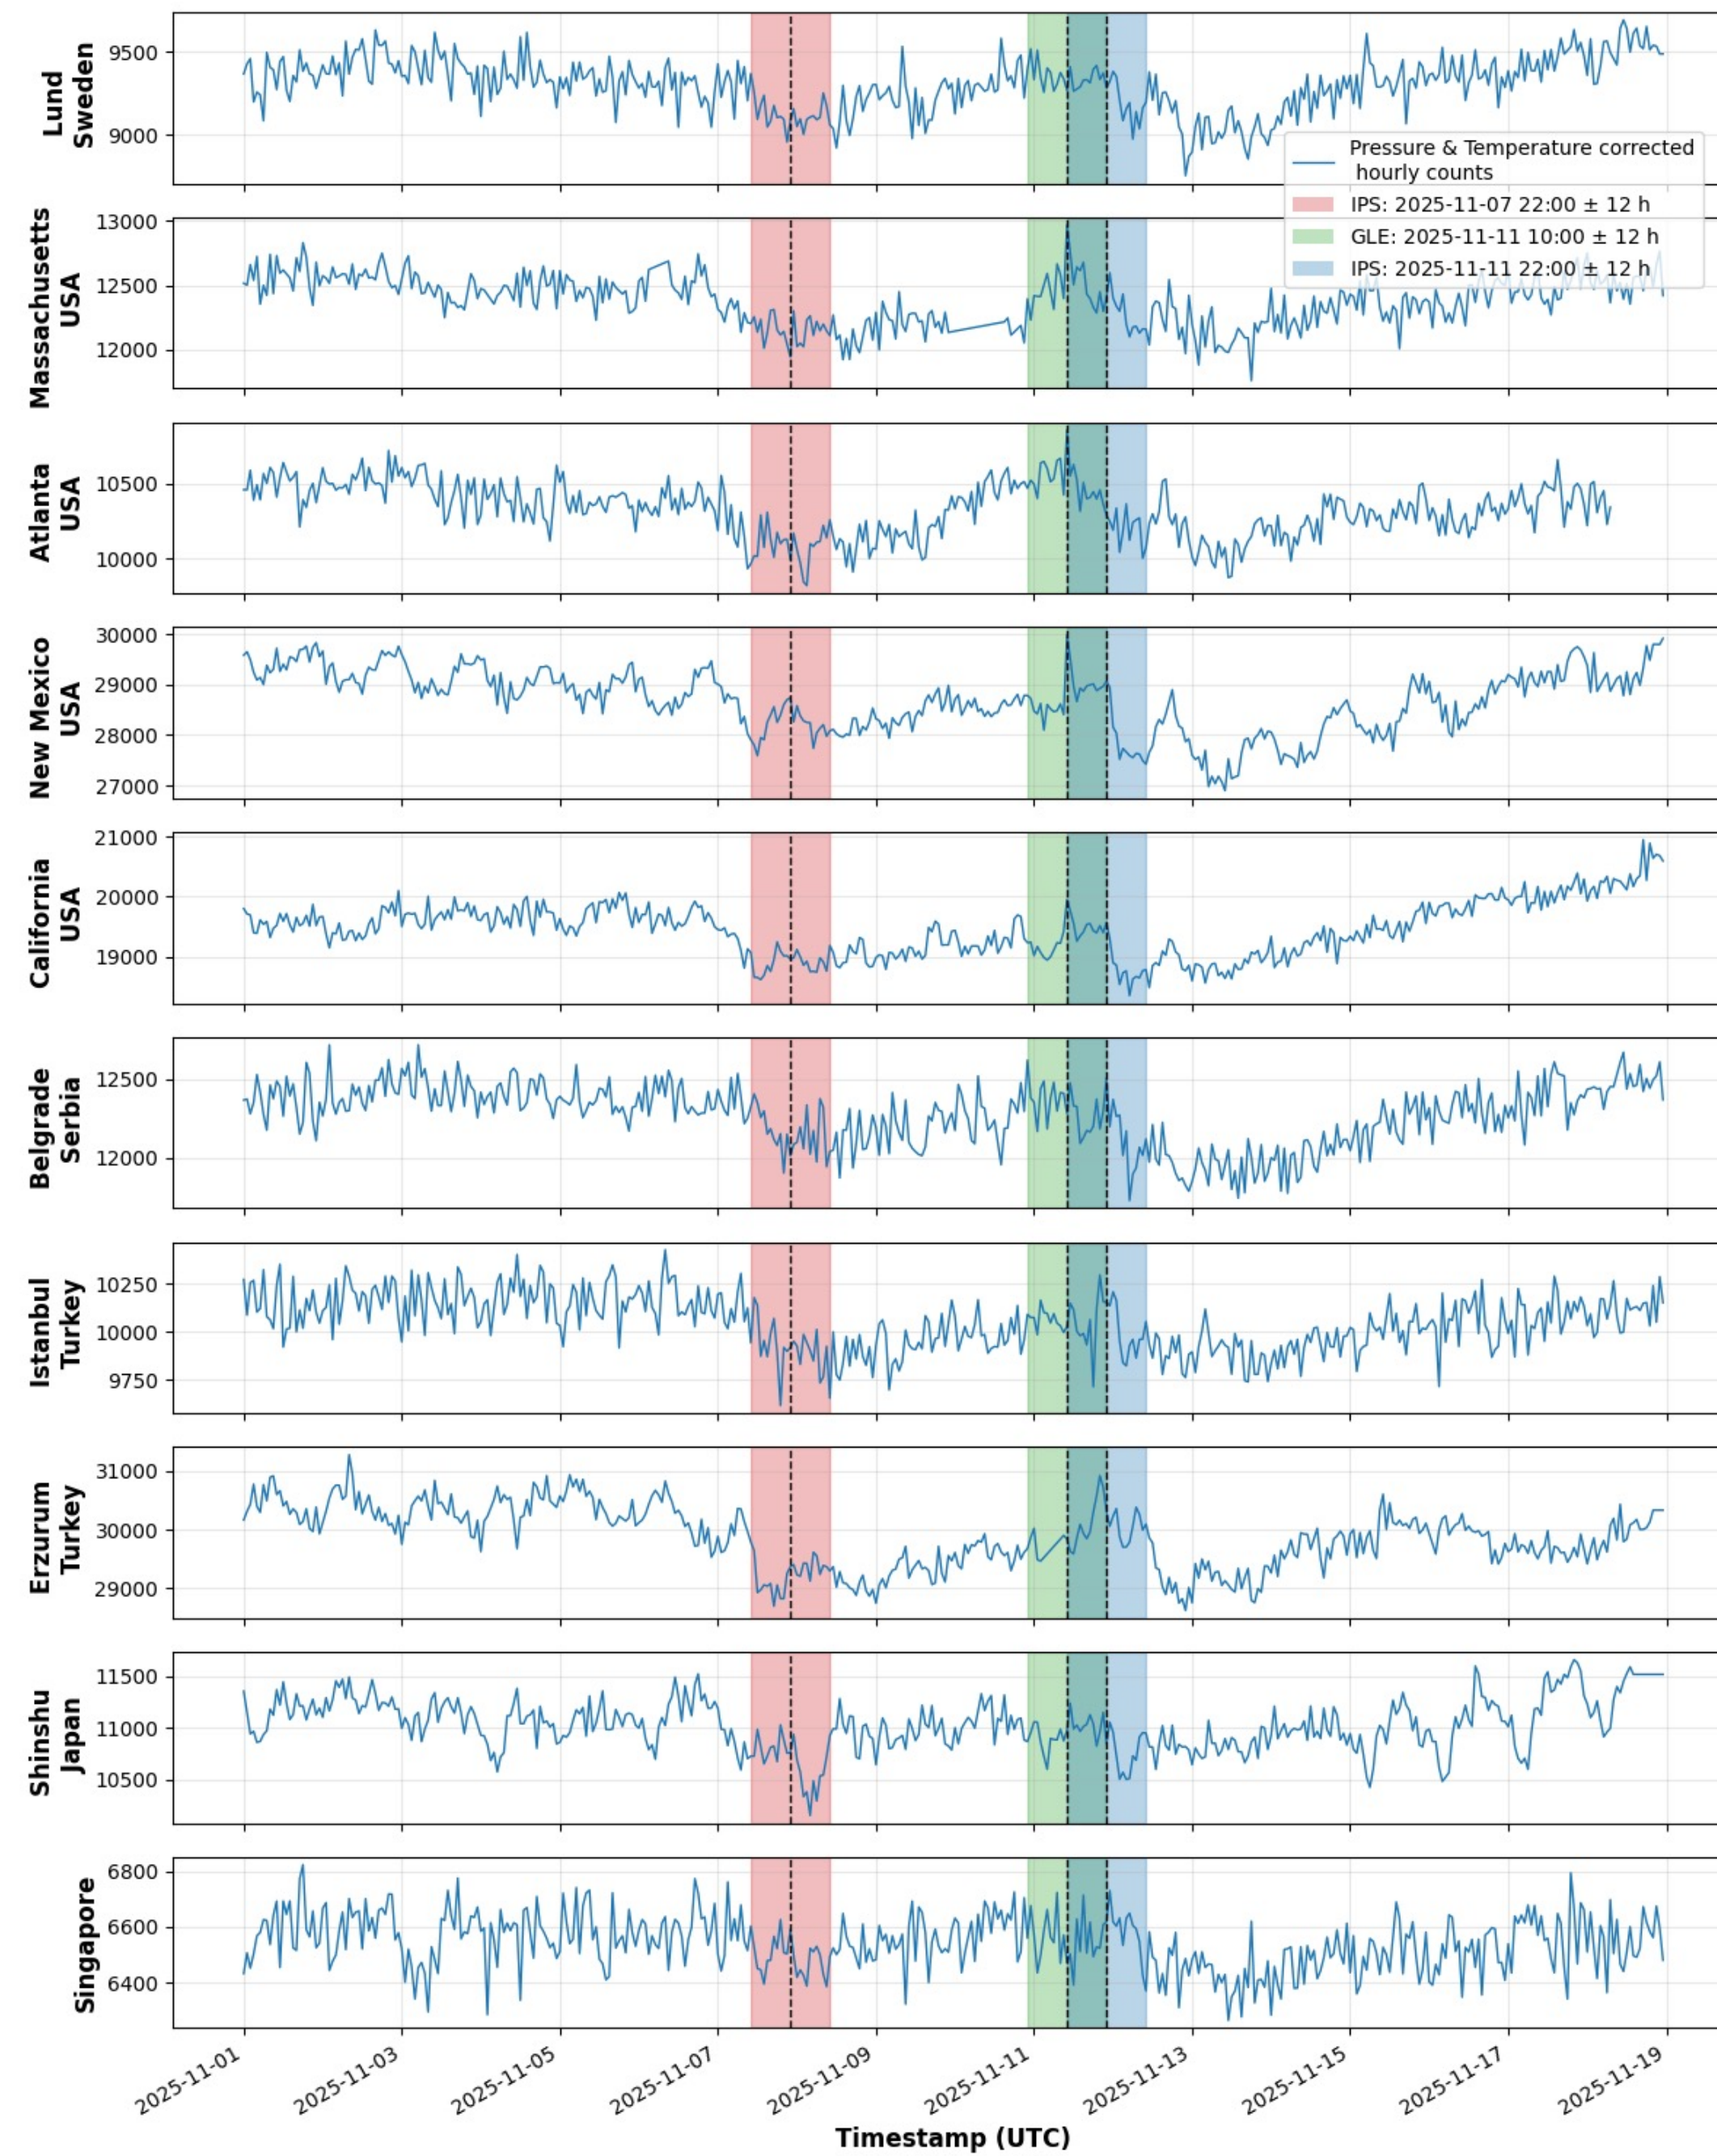 Lund
Sweden
9500
9000
Pressure & Temperature corrected
hourly counts
IPS: 2025-11-07 22:00 ± 12 h
GLE: 2025-11-11 10:00 ± 12 h
IPS: 2025-11-11 22:00 ± 12 h
Massachusetts
USA
13000
12500
12000
Atlanta
USA
10500
10000
New Mexico
USA
30000
29000
28000
27000
California
USA
21000
20000
19000
Belgrade
Serbia
12500
12000
Istanbul
Turkey
10250
10000
9750
Erzurum
Turkey
31000
30000
29000
Shinshu
Japan
11500
11000
10500
Singapore
6800
6600
6400
2025-11-01
2025-11-03
2025-11-05
2025-11-07
2025-11-09
2025-11-11
2025-11-13
2025-11-15
2025-11-17
2025-11-19
Timestamp (UTC)